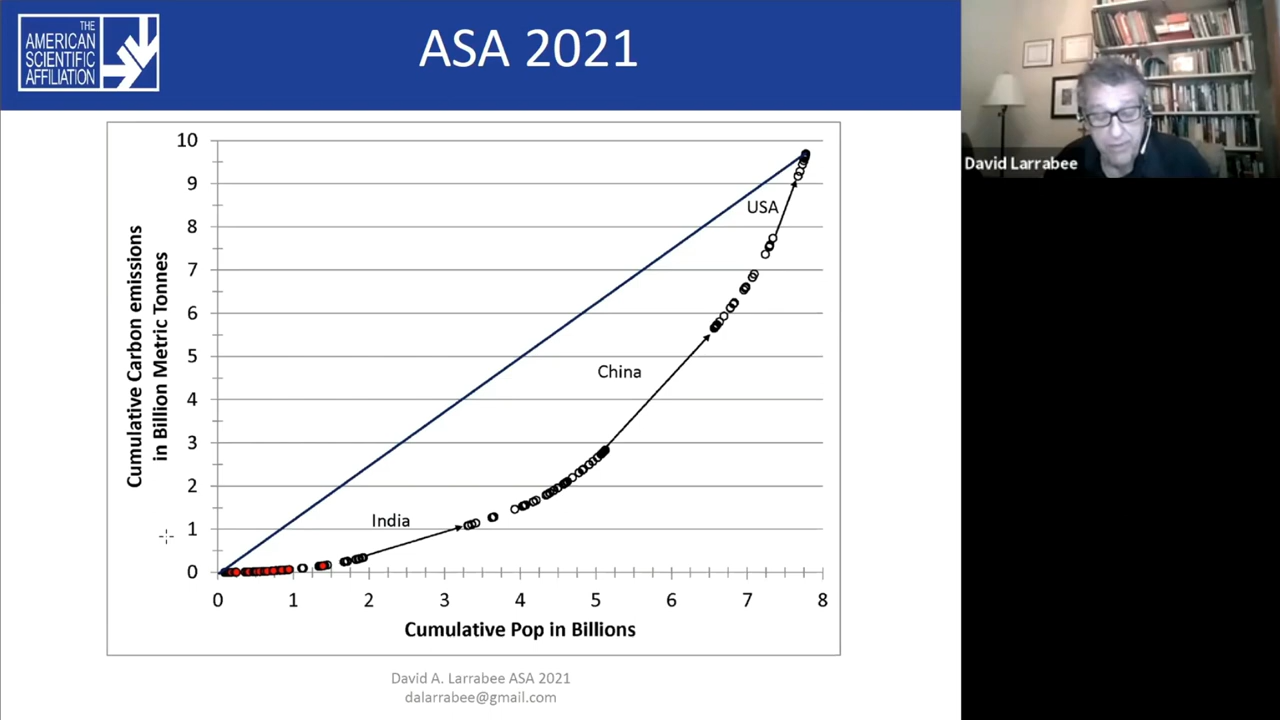 THE
AMERICAN
SCIENTIFIC
AFFILIATION
ASA 2021
David Larrabee
10
9
8
7
6
5
4
3
2
1
0
Cumulative Carbon emissions
in Billion Metric Tonnes
USA
China
India
0 1 2 3 4 5 6 7 8
Cumulative Pop in Billions
David A. Larrabee ASA 2021
dalarrabee@gmail.com